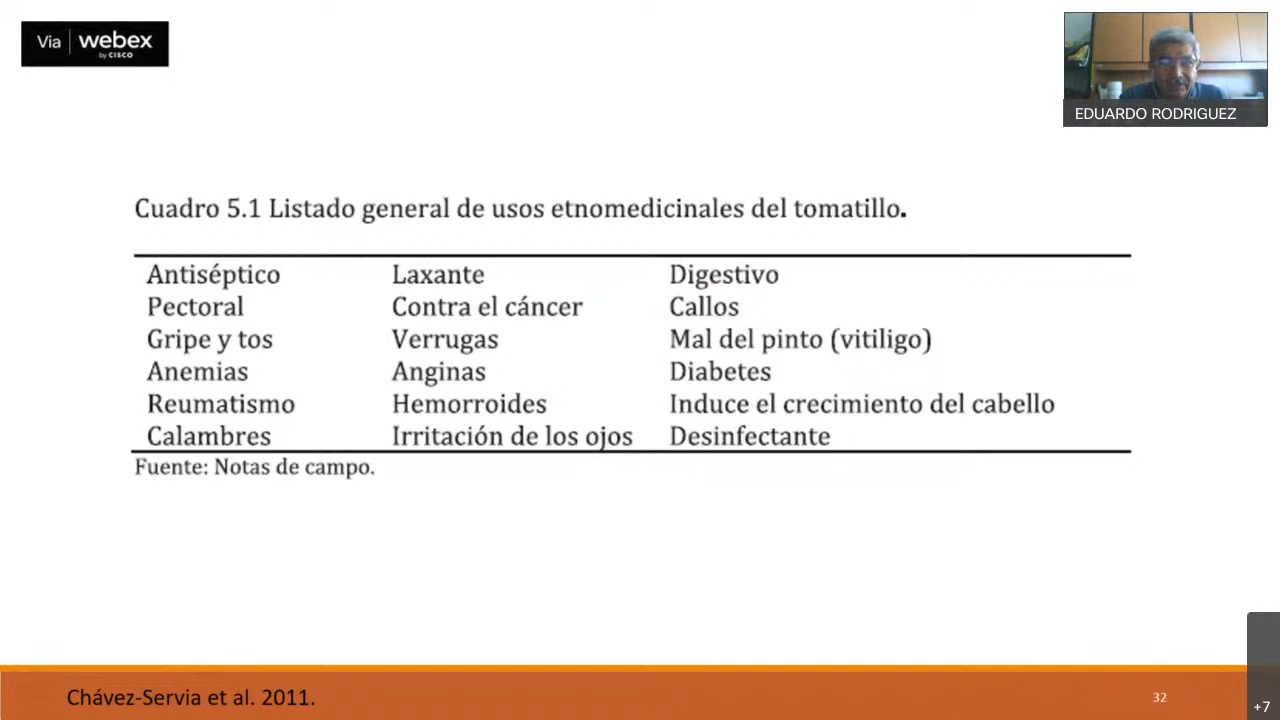 Via webex
by CISCO
EDUARDO RODRIGUEZ
Cuadro 5.1 Listado general de usos etnomedicinales del tomatillo.
Antiséptico Laxante Digestivo
Pectoral Contra el cáncer Callos
Gripe y tos Verrugas Mal del pinto (vitiligo)
Anemias Anginas Diabetes
Reumatismo Hemorroides Induce el crecimiento del cabello
Calambres Irritación de los ojos Desinfectante
Fuente: Notas de campo.
Chávez-Servia et al. 2011.
32
+7